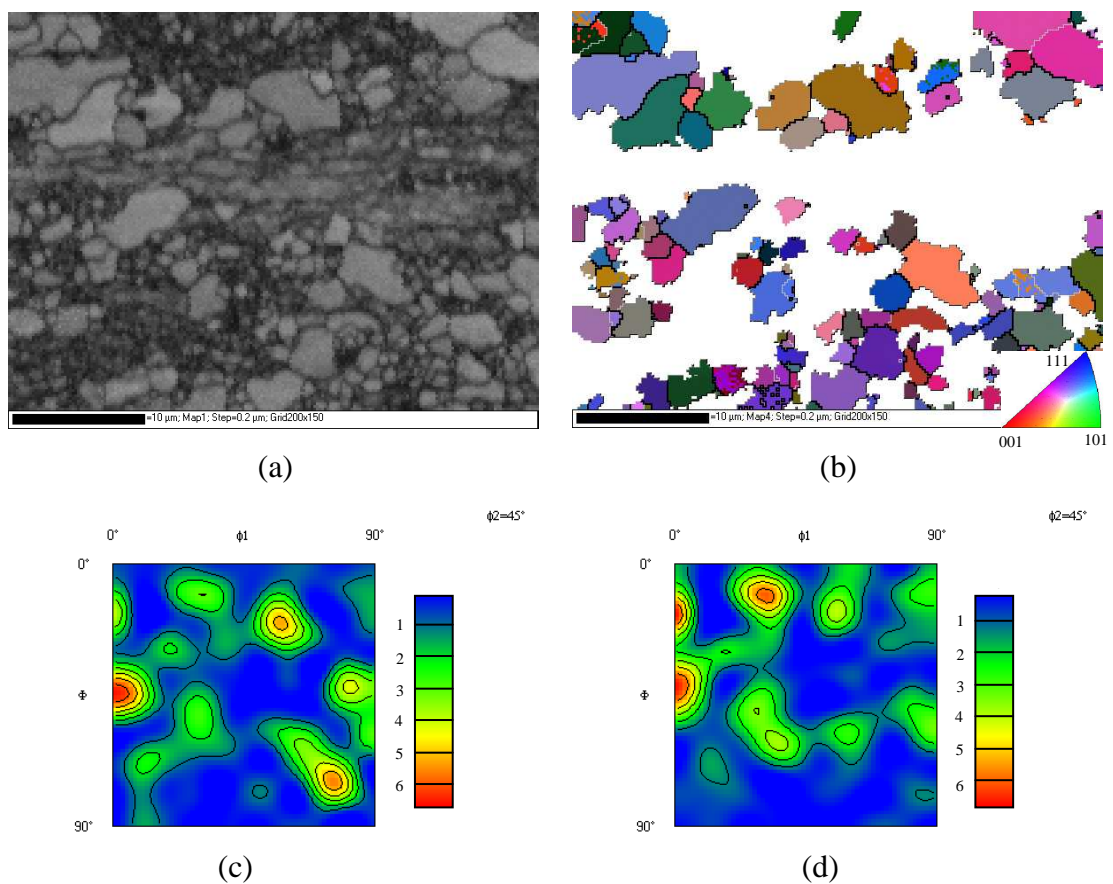 =10 µm; Map1; Step=0.2 µm; Grid200x150
=10 µm; Map4; Step=0.2 µm; Grid200x150
111
001
101
(a)
(b)
ϕ2=45°
0°
ϕ1
90°
0°
Φ
90°
1
2
3
4
5
6
(c)
ϕ2=45°
0°
ϕ1
90°
0°
Φ
90°
1
2
3
4
5
6
(d)